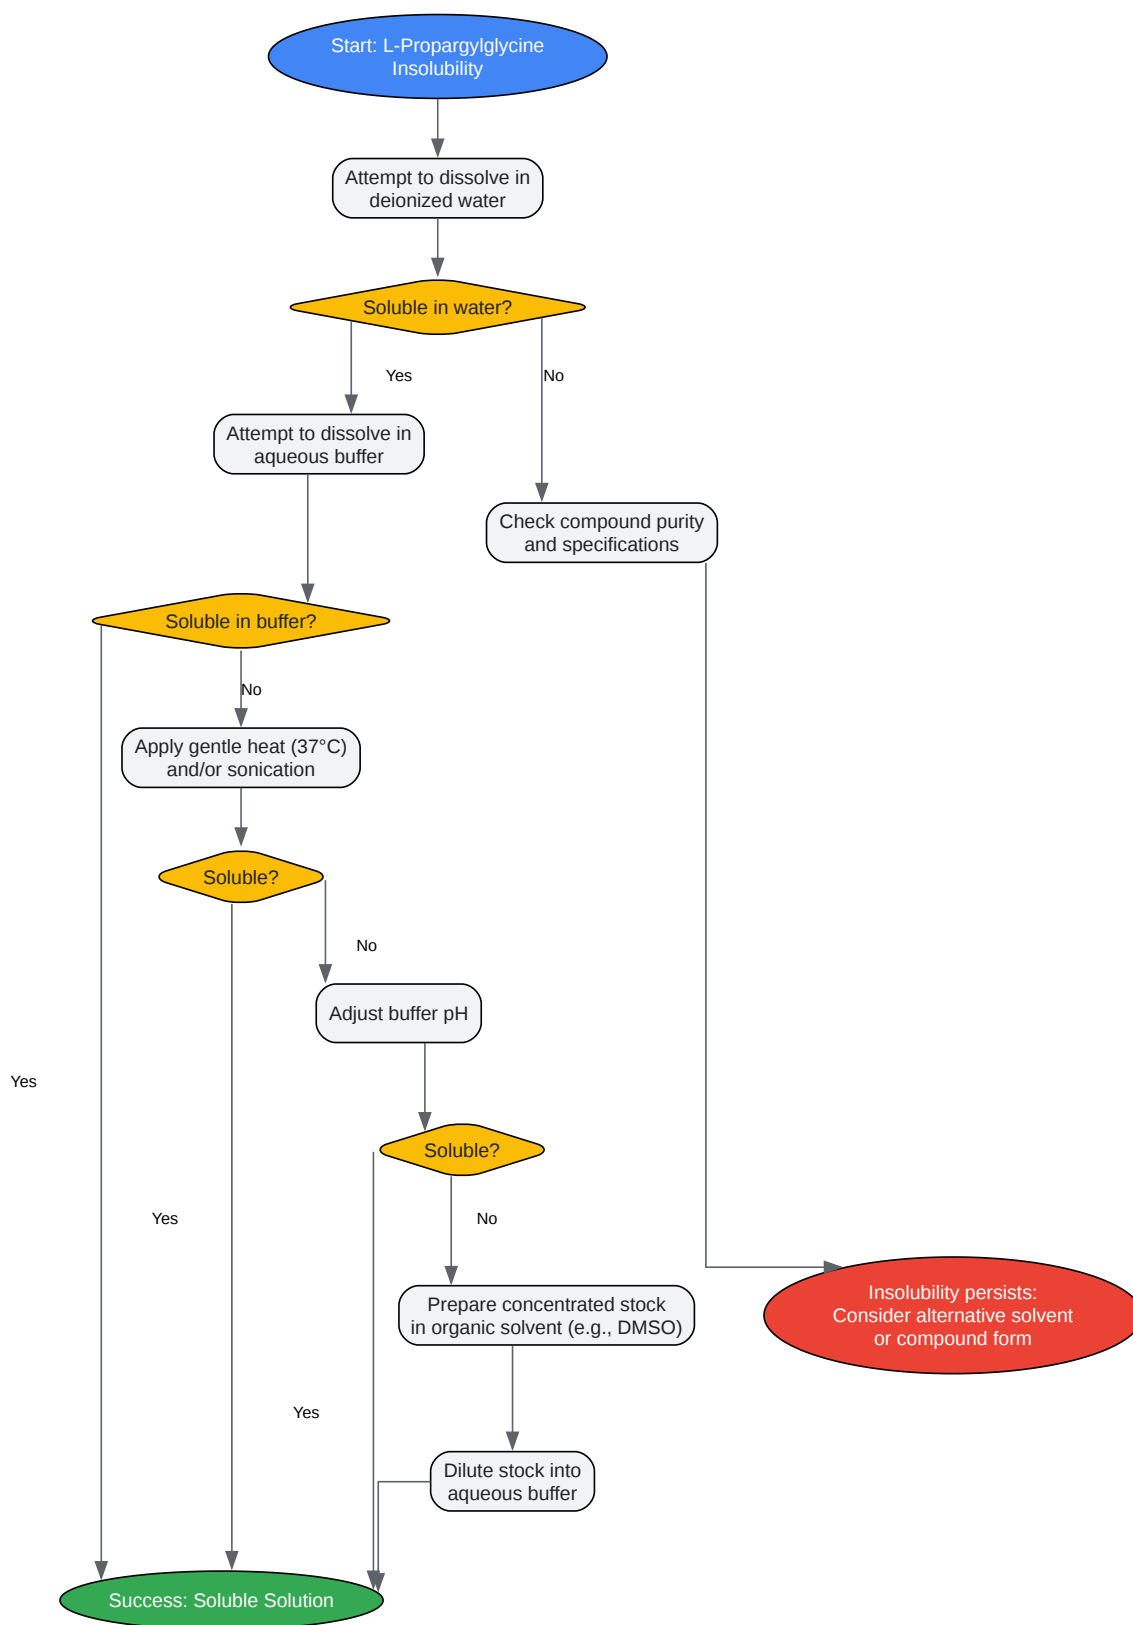 Start: L-Propargylglycine
Insolubility
Attempt to dissolve in
deionized water
Soluble in water?
Yes
No
Attempt to dissolve in
aqueous buffer
Check compound purity
and specifications
Soluble in buffer?
No
Apply gentle heat (37°C)
and/or sonication
Soluble?
No
Adjust buffer pH
Yes
Soluble?
Yes
No
Prepare concentrated stock
in organic solvent (e.g., DMSO)
Insolubility persists:
Consider alternative solvent
or compound form
Yes
Dilute stock into
aqueous buffer
Success: Soluble Solution